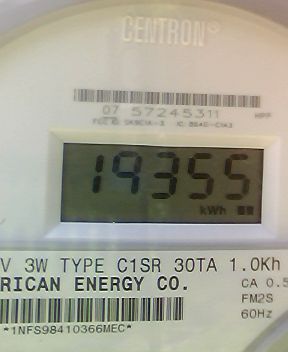 CENTRON®
07 57245311 HPP
19355
kWh
V 3W TYPE C1SR 30TA 1.0Kh
RICAN ENERGY CO. CA 0.5
FM2S
60Hz
*1NFS98410366MEC*